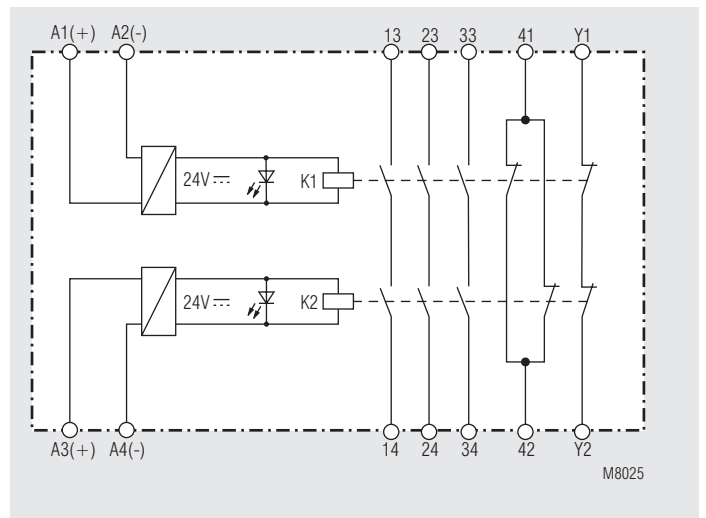 A1(+) A2(-) 13 23 33 41 Y1
24V K1
24V K2
A3(+) A4(-) 14 24 34 42 Y2
M8025